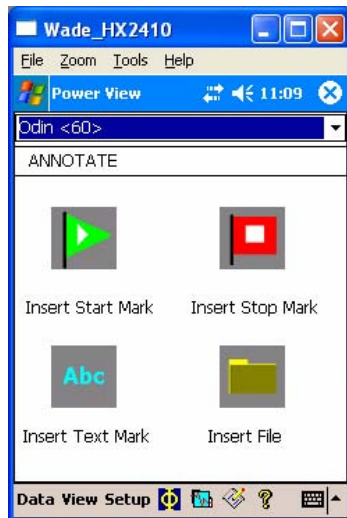 Wade_HX2410
File Zoom Tools Help
Power View 11:09
Odin <60>
ANNOTATE
Insert Start Mark Insert Stop Mark
Abc
Insert Text Mark Insert File
Data View Setup